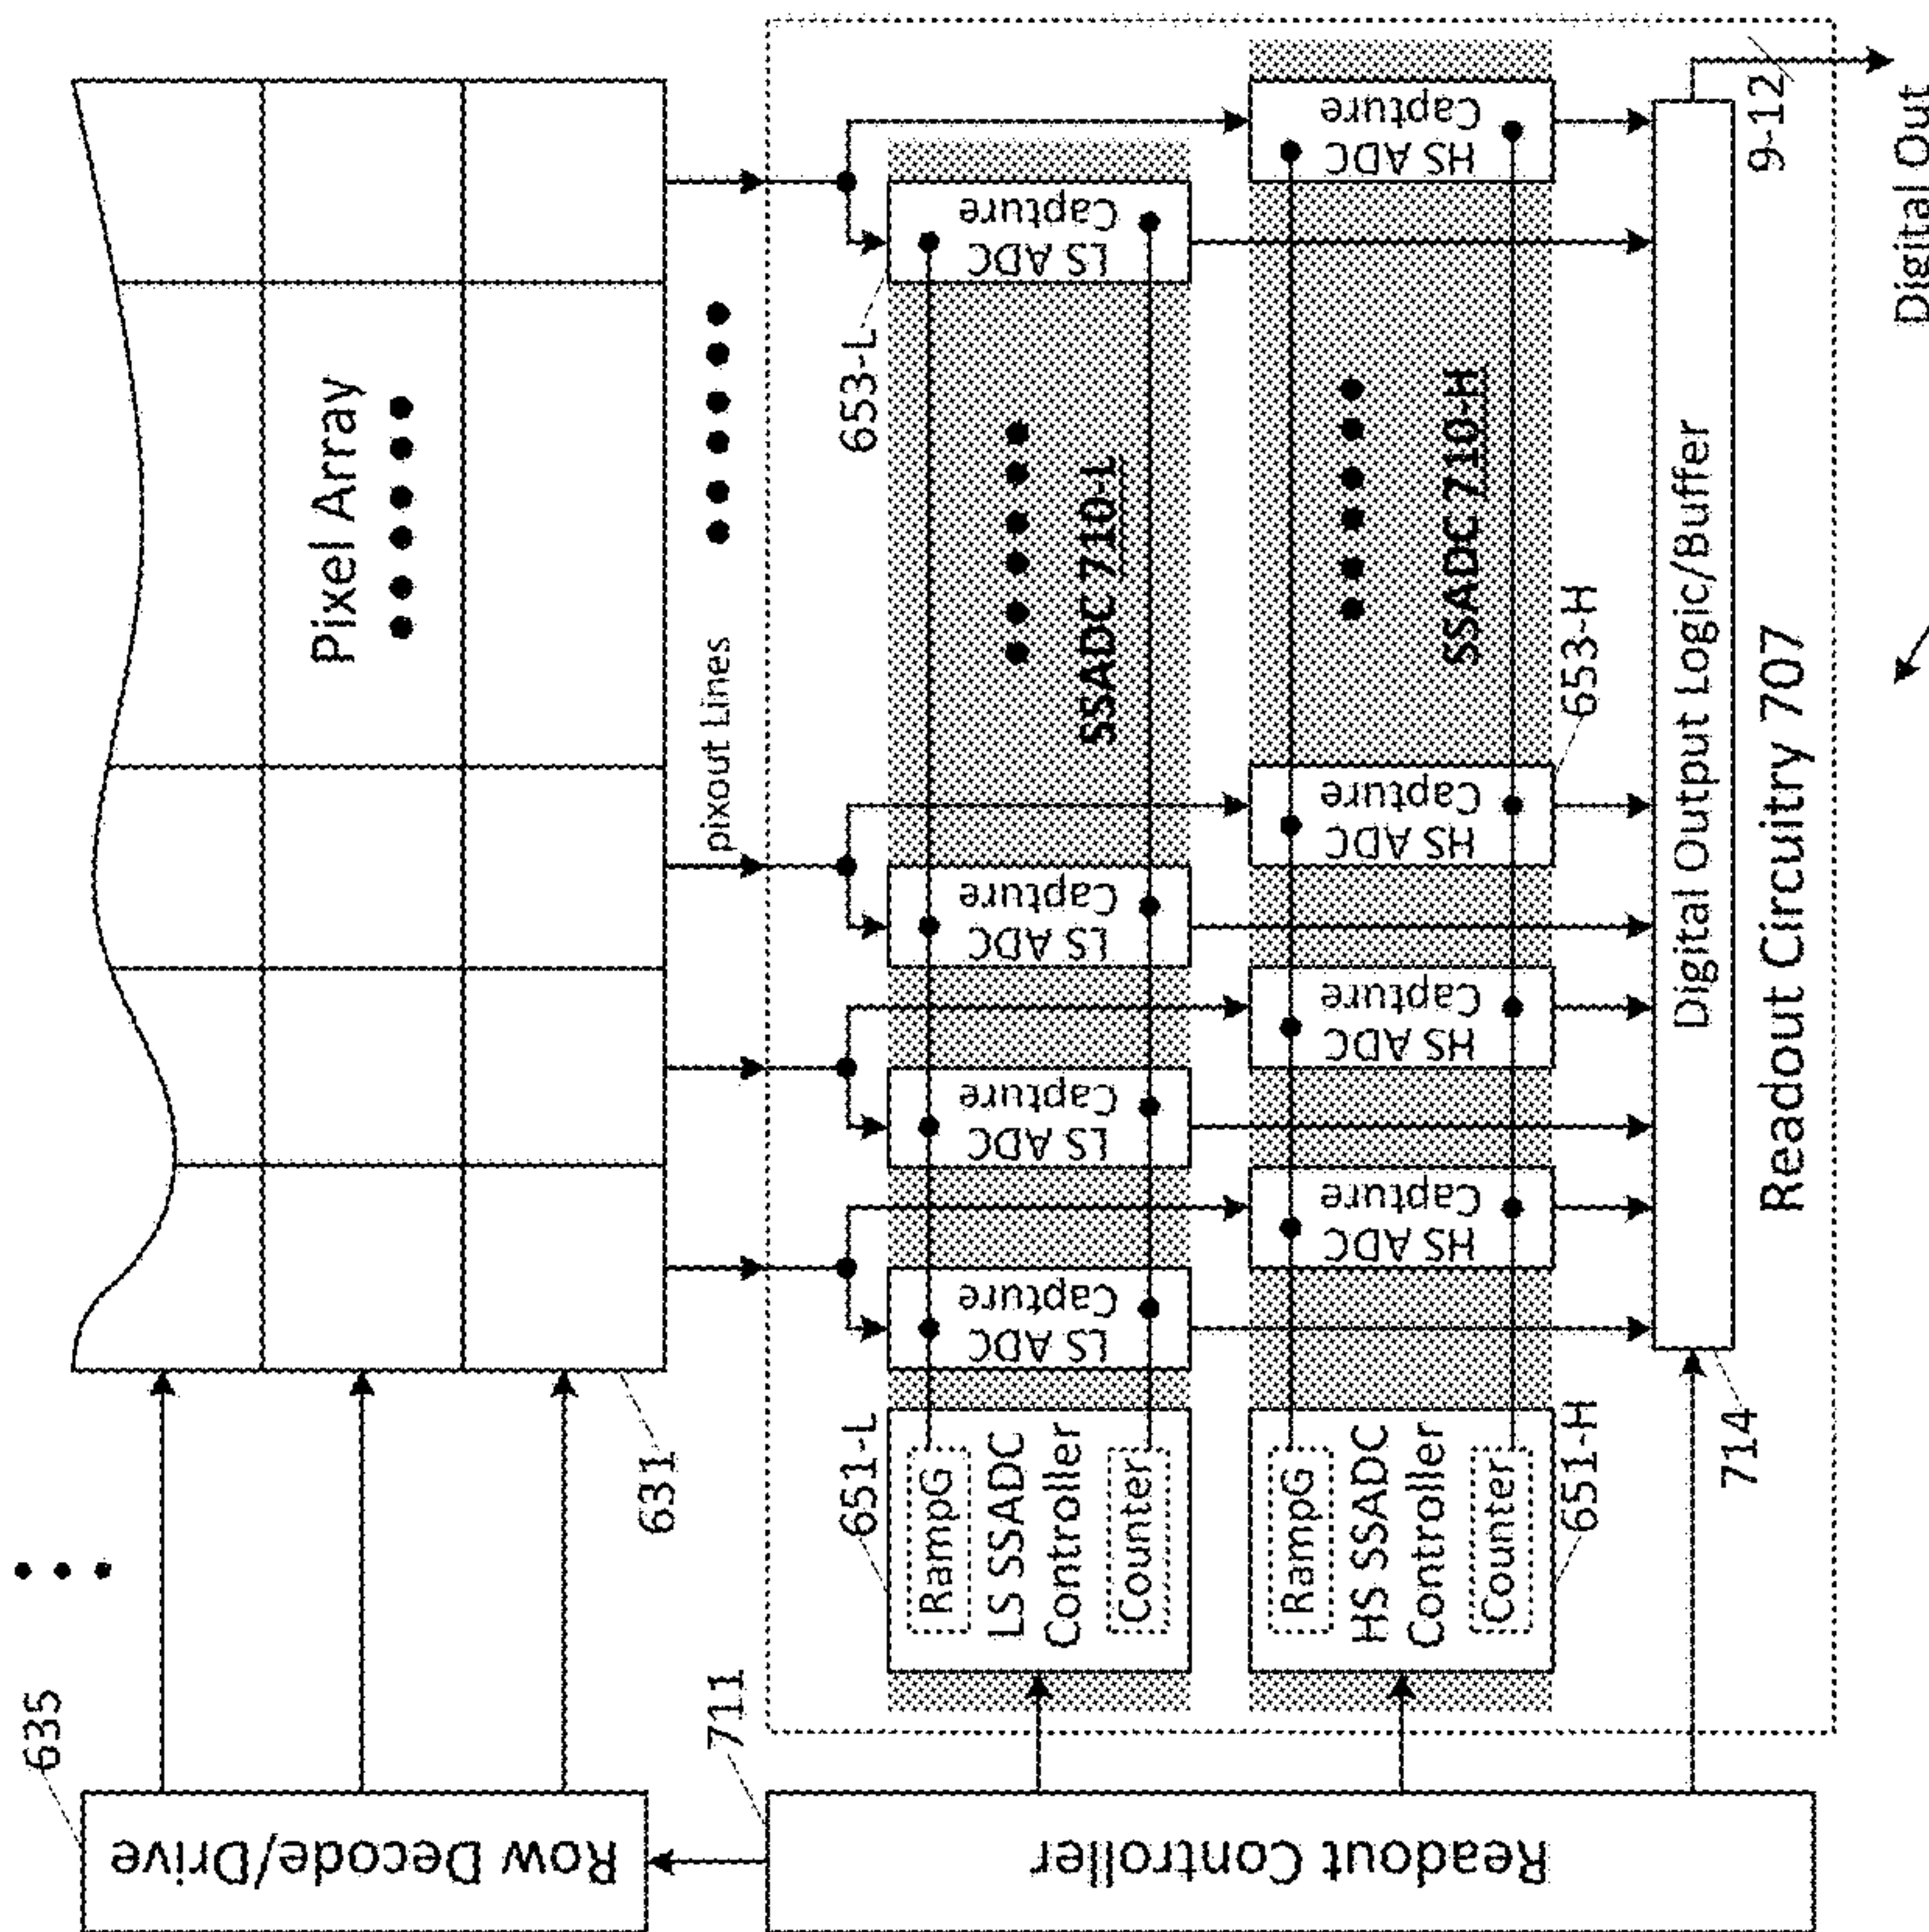 635
Row Decode/Drive
Pixel Array
631
pixout Lines
711
Readout Controller
651-L
RampG
LS SSADC
Controller
Counter
LS ADC
Capture
LS ADC
Capture
LS ADC
Capture
SSADC 710-L
LS ADC
Capture
653-L
RampG
HS SSADC
Controller
Counter
651-H
HS ADC
Capture
HS ADC
Capture
HS ADC
Capture
653-H
SSADC 710-H
HS ADC
Capture
714
Digital Output Logic/Buffer
Readout Circuitry 707
9-12
Digital Out